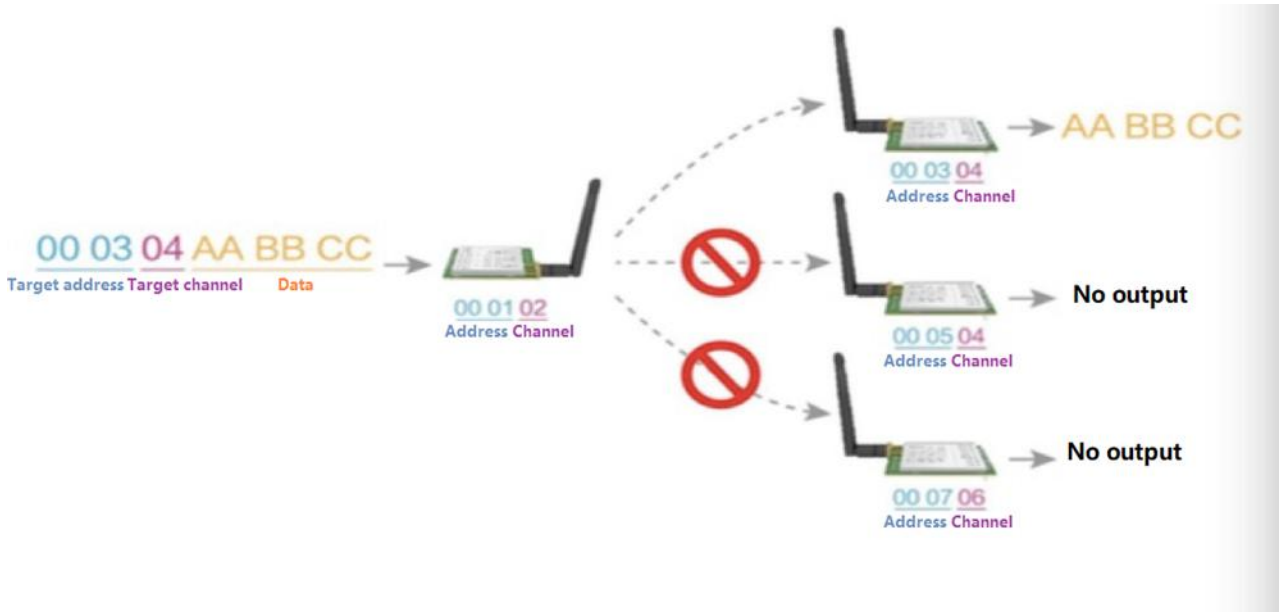 AA BB CC
00 03 04
Address Channel
00 03 04 AA BB CC
Target address Target channel Data
00 01 02
Address Channel
No output
00 05 04
Address Channel
No output
00 07 06
Address Channel